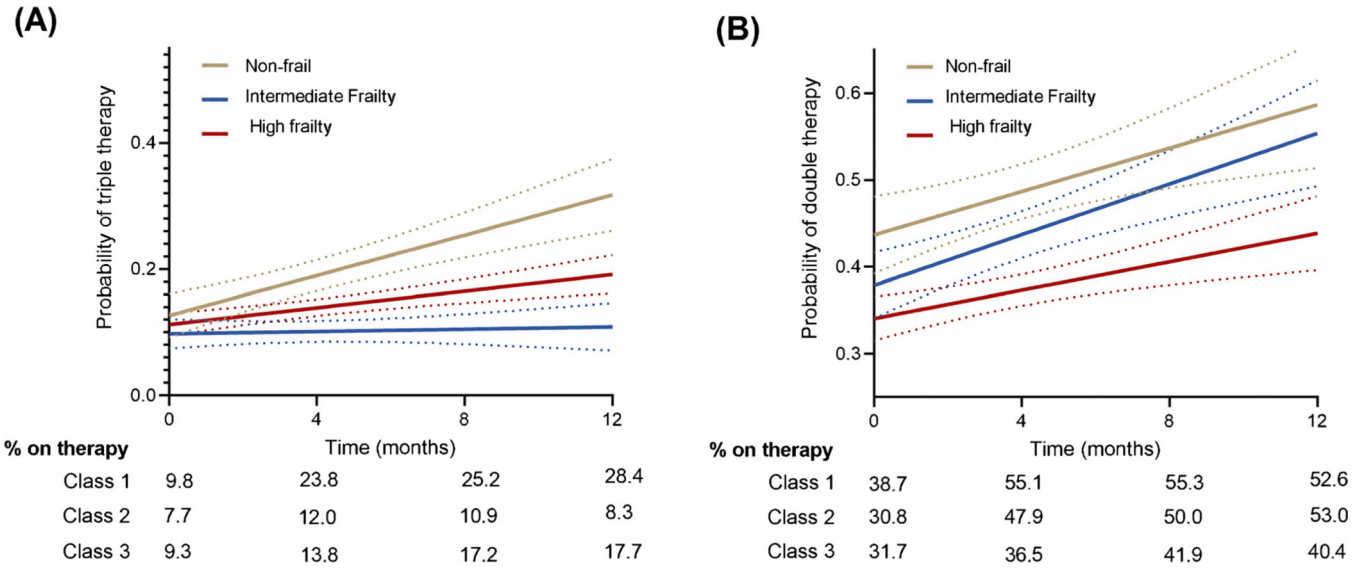 (A)
Probability of triple therapy
Non-frail
Intermediate Frailty
High frailty
0.4
0.2
0.0
0 4 8 12
Time (months)
% on therapy
Class 1 9.8 23.8 25.2 28.4
Class 2 7.7 12.0 10.9 8.3
Class 3 9.3 13.8 17.2 17.7
(B)
Probability of double therapy
Non-frail
Intermediate Frailty
High frailty
0.6
0.5
0.4
0.3
0 4 8 12
Time (months)
% on therapy
Class 1 38.7 55.1 55.3 52.6
Class 2 30.8 47.9 50.0 53.0
Class 3 31.7 36.5 41.9 40.4